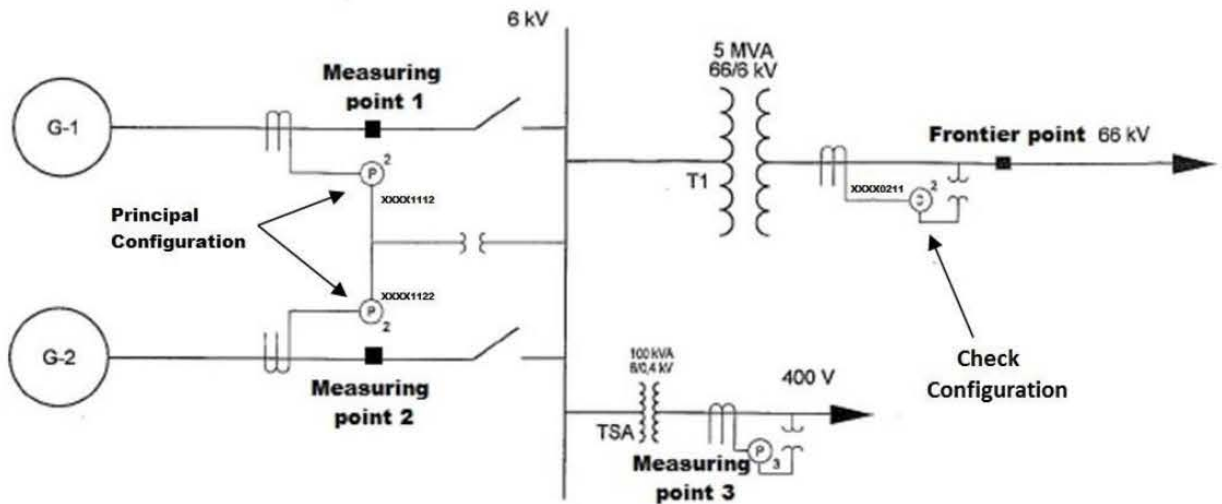 6 kV
5 MVA
66/6 kV
Measuring
point 1
G-1
Frontier point 66 kV
P 2
T1
XXXX0211 2
XXXX1112
Principal
Configuration
XXXX1122
P 2
G-2
100 kVA
6/0,4 kV
400 V
Check
Configuration
Measuring
point 2
TSA
P 3
Measuring
point 3